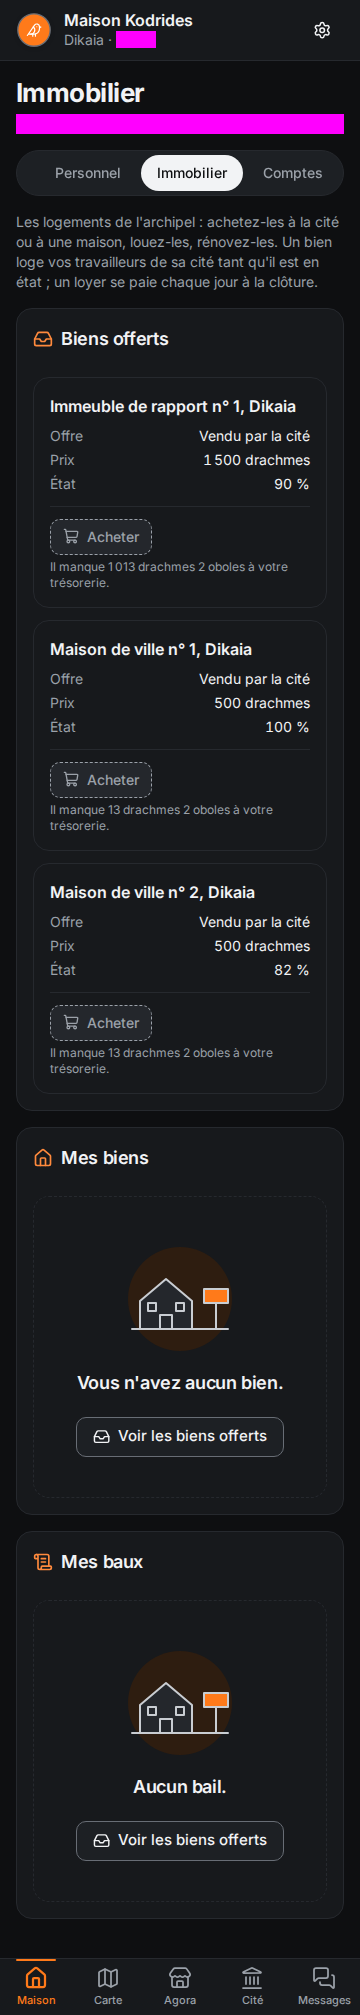 Maison Kodrides
Dikaia ·
Immobilier
Personnel
Immobilier
Comptes
Les logements de l'archipel : achetez-les à la cité
ou à une maison, louez-les, rénovez-les. Un bien
loge vos travailleurs de sa cité tant qu'il est en
état ; un loyer se paie chaque jour à la clôture.
Biens offerts
Immeuble de rapport n° 1, Dikaia
Offre Vendu par la cité
Prix 1 500 drachmes
État 90 %
Acheter
Il manque 1 013 drachmes 2 oboles à votre
trésorerie.
Maison de ville n° 1, Dikaia
Offre Vendu par la cité
Prix 500 drachmes
État 100 %
Acheter
Il manque 13 drachmes 2 oboles à votre
trésorerie.
Maison de ville n° 2, Dikaia
Offre Vendu par la cité
Prix 500 drachmes
État 82 %
Acheter
Il manque 13 drachmes 2 oboles à votre
trésorerie.
Mes biens
Vous n'avez aucun bien.
Voir les biens offerts
Mes baux
Aucun bail.
Voir les biens offerts
Maison
Carte
Agora
Cité
Messages